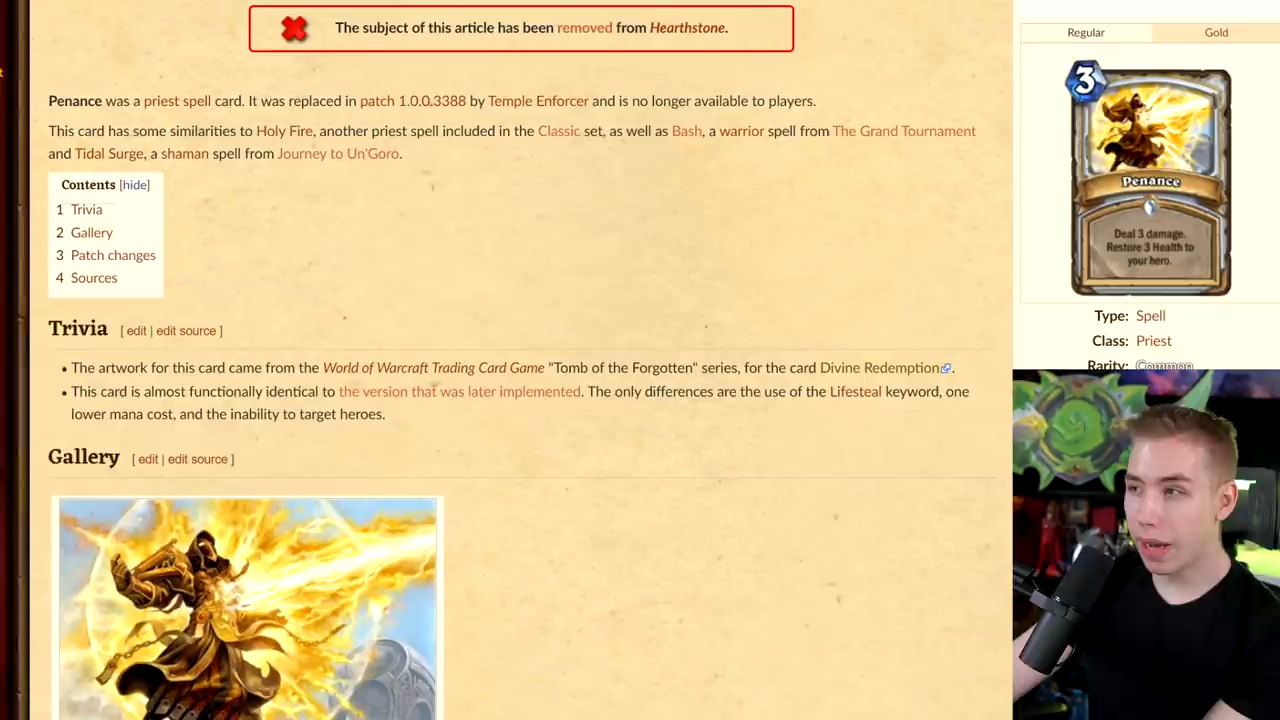 The subject of this article has been removed from Hearthstone.
Penance was a priest spell card. It was replaced in patch 1.0.0.3388 by Temple Enforcer and is no longer available to players.
This card has some similarities to Holy Fire, another priest spell included in the Classic set, as well as Bash, a warrior spell from The Grand Tournament
and Tidal Surge, a shaman spell from Journey to Un'Goro.
Contents [hide]
1 Trivia
2 Gallery
3 Patch changes
4 Sources
Trivia [ edit | edit source ]
• The artwork for this card came from the World of Warcraft Trading Card Game "Tomb of the Forgotten" series, for the card Divine Redemption.
• This card is almost functionally identical to the version that was later implemented. The only differences are the use of the Lifesteal keyword, one
lower mana cost, and the inability to target heroes.
Gallery [ edit | edit source ]
Regular Gold
3
Penance
Deal 3 damage.
Restore 3 Health to
your hero.
Type: Spell
Class: Priest
Rarity: Common